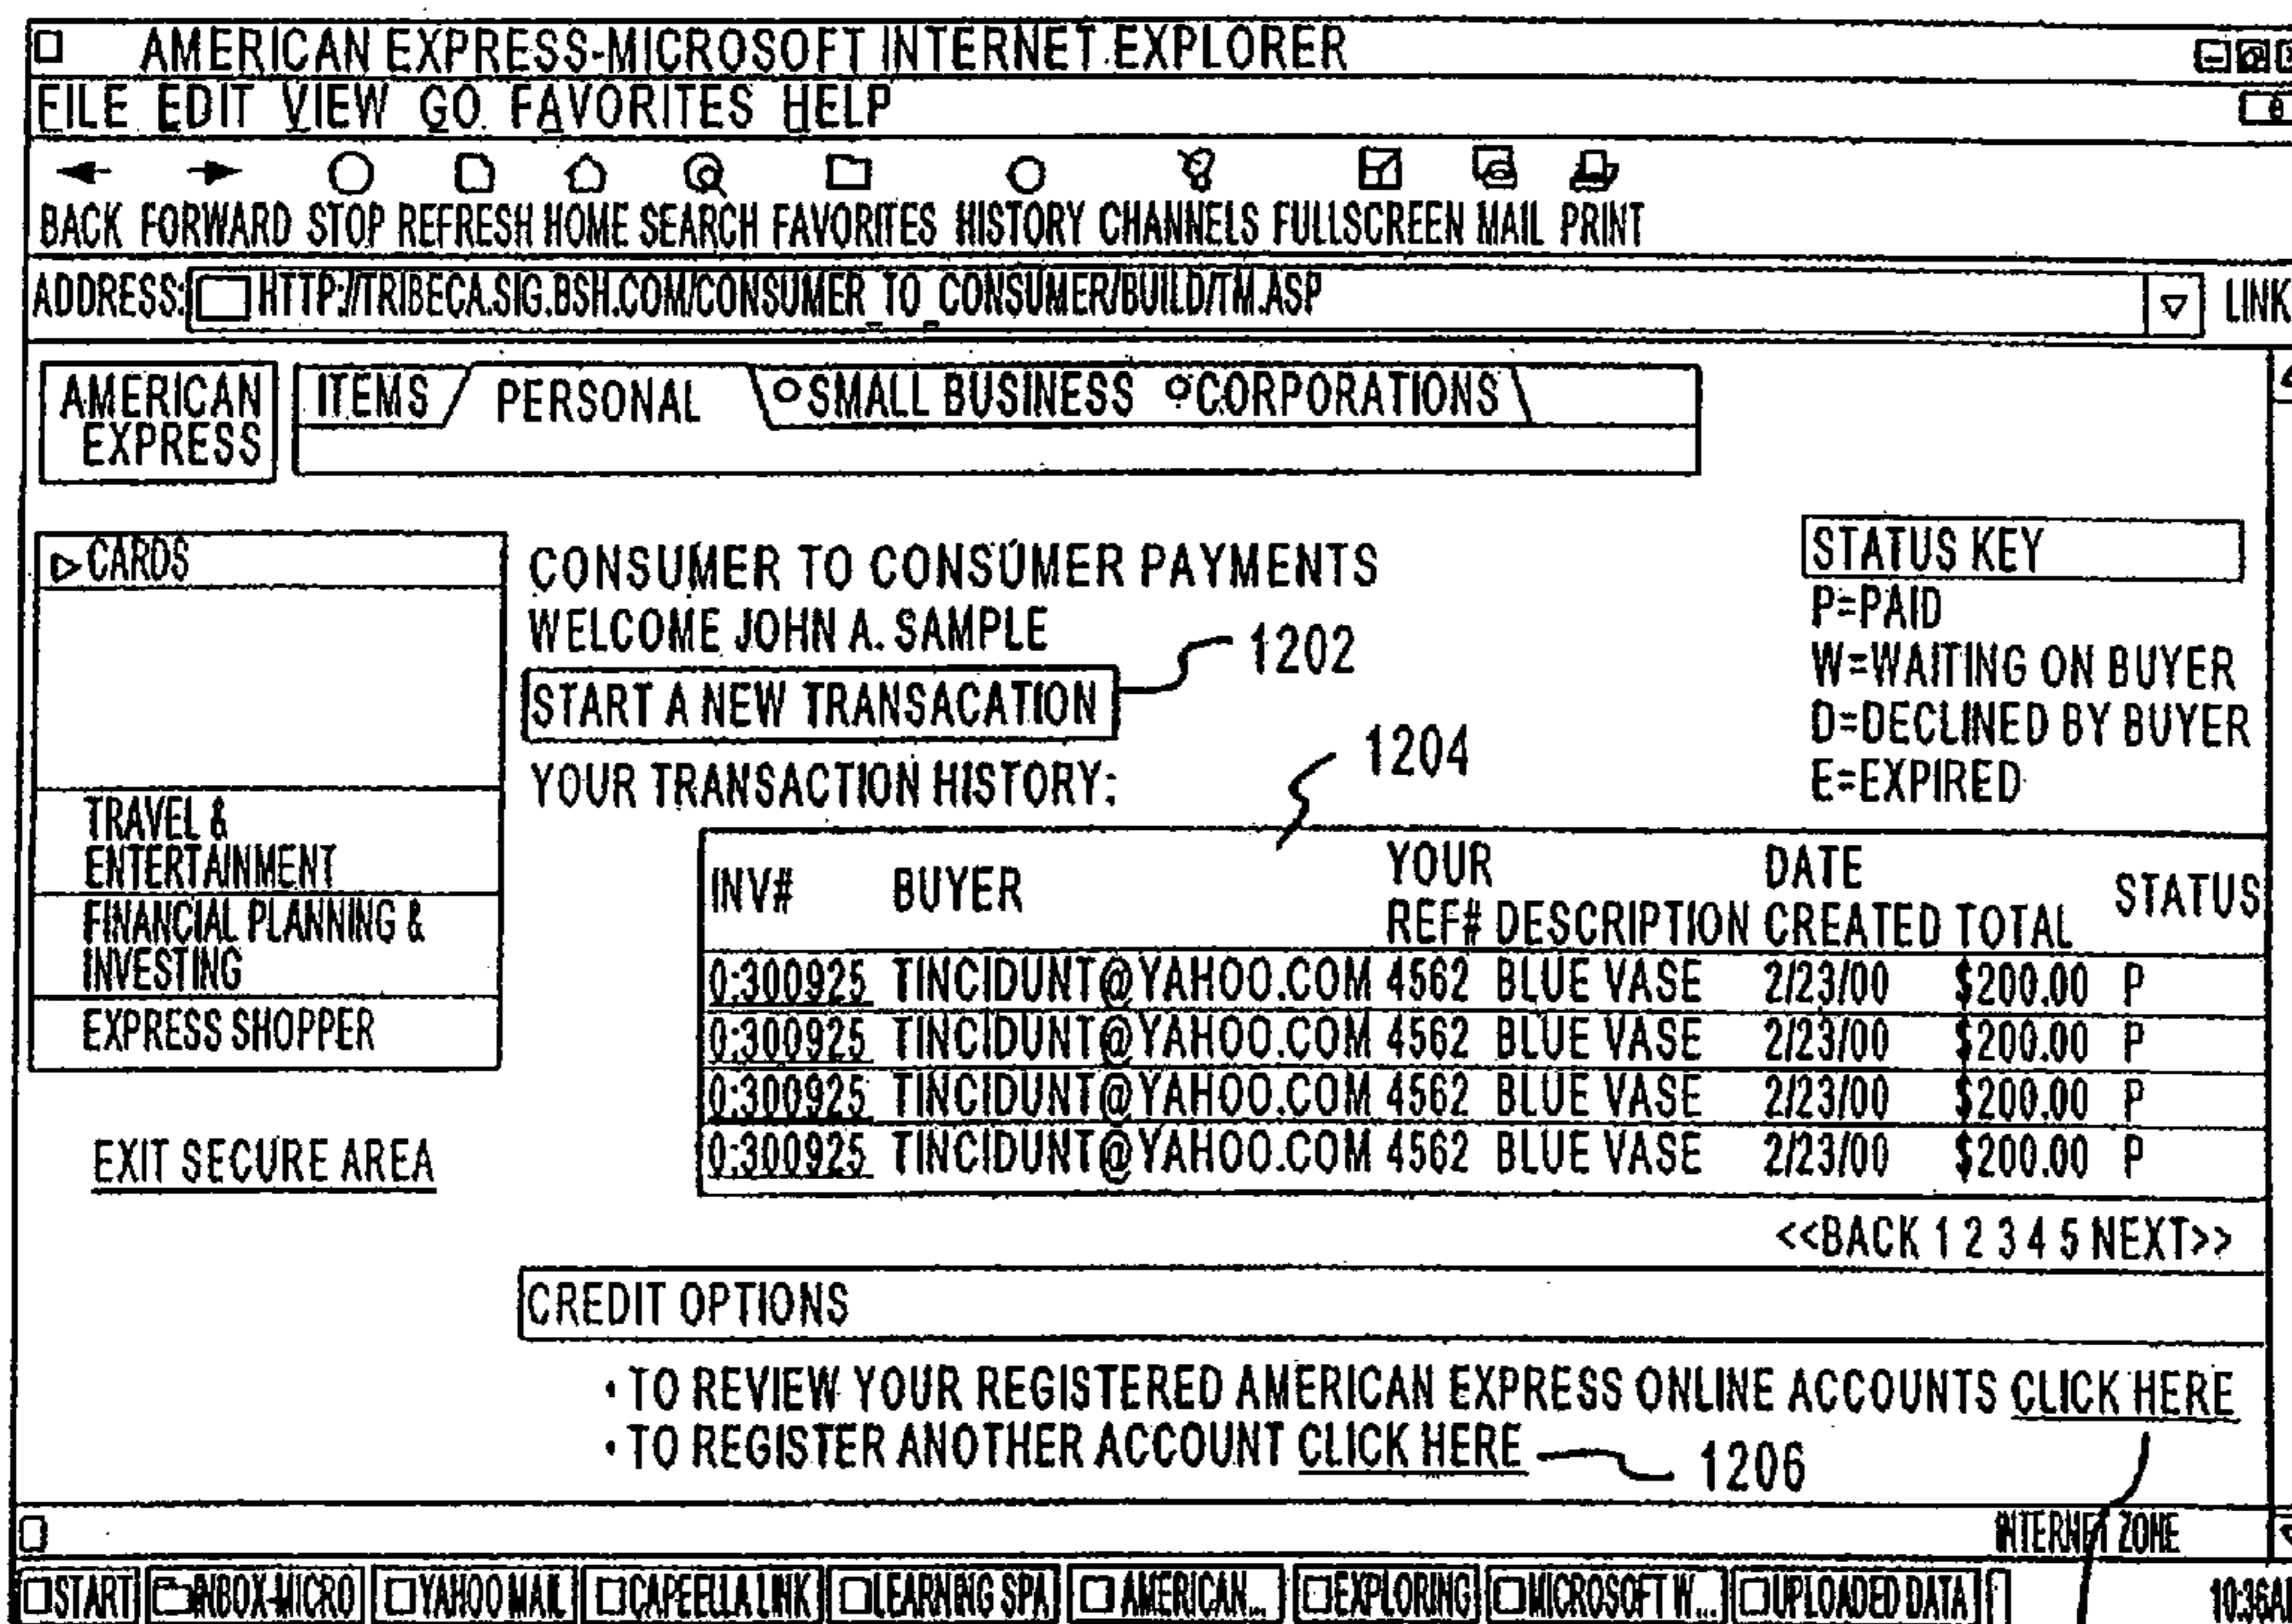 AMERICAN EXPRESS-MICROSOFT INTERNET EXPLORER
FILE EDIT VIEW GO FAVORITES HELP
BACK FORWARD STOP REFRESH HOME SEARCH FAVORITES HISTORY CHANNELS FULLSCREEN MAIL PRINT
ADDRESS: HTTP://TRIBECA.SIG.BSH.COM/CONSUMER_TO_CONSUMER/BUILD/TM.ASP LINK
AMERICAN EXPRESS
ITEMS PERSONAL SMALL BUSINESS CORPORATIONS
CARDS
TRAVEL &
ENTERTAINMENT
FINANCIAL PLANNING &
INVESTING
EXPRESS SHOPPER
EXIT SECURE AREA
CONSUMER TO CONSUMER PAYMENTS
WELCOME JOHN A. SAMPLE
START A NEW TRANSACATION
1202
YOUR TRANSACTION HISTORY:
1204
STATUS KEY
P=PAID
W=WAITING ON BUYER
D=DECLINED BY BUYER
E=EXPIRED
INV# BUYER YOUR REF# DESCRIPTION DATE CREATED TOTAL STATUS
0:300925 TINCIDUNT@YAHOO.COM 4562 BLUE VASE 2/23/00 $200.00 P
0:300925 TINCIDUNT@YAHOO.COM 4562 BLUE VASE 2/23/00 $200.00 P
0:300925 TINCIDUNT@YAHOO.COM 4562 BLUE VASE 2/23/00 $200.00 P
0:300925 TINCIDUNT@YAHOO.COM 4562 BLUE VASE 2/23/00 $200.00 P
<<BACK 1 2 3 4 5 NEXT>>
CREDIT OPTIONS
• TO REVIEW YOUR REGISTERED AMERICAN EXPRESS ONLINE ACCOUNTS CLICK HERE
• TO REGISTER ANOTHER ACCOUNT CLICK HERE
1206
INTERNET ZONE
START INBOX-MICRO YAHOO MAIL CAPEELLA LINK LEARNING SPA AMERICAN... EXPLORING MICROSOFT W... UPLOADED DATA 10:36AM